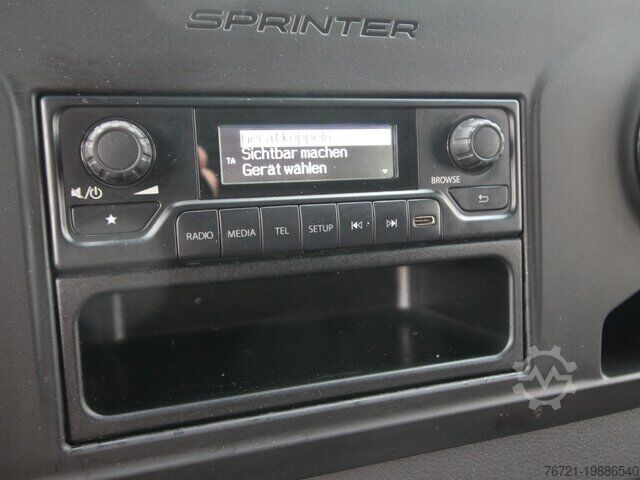 SPRINTER
Gerät koppeln
Sichtbar machen
TA
Gerät wählen
BROWSE
RADIO MEDIA TEL SETUP
76721-19886540